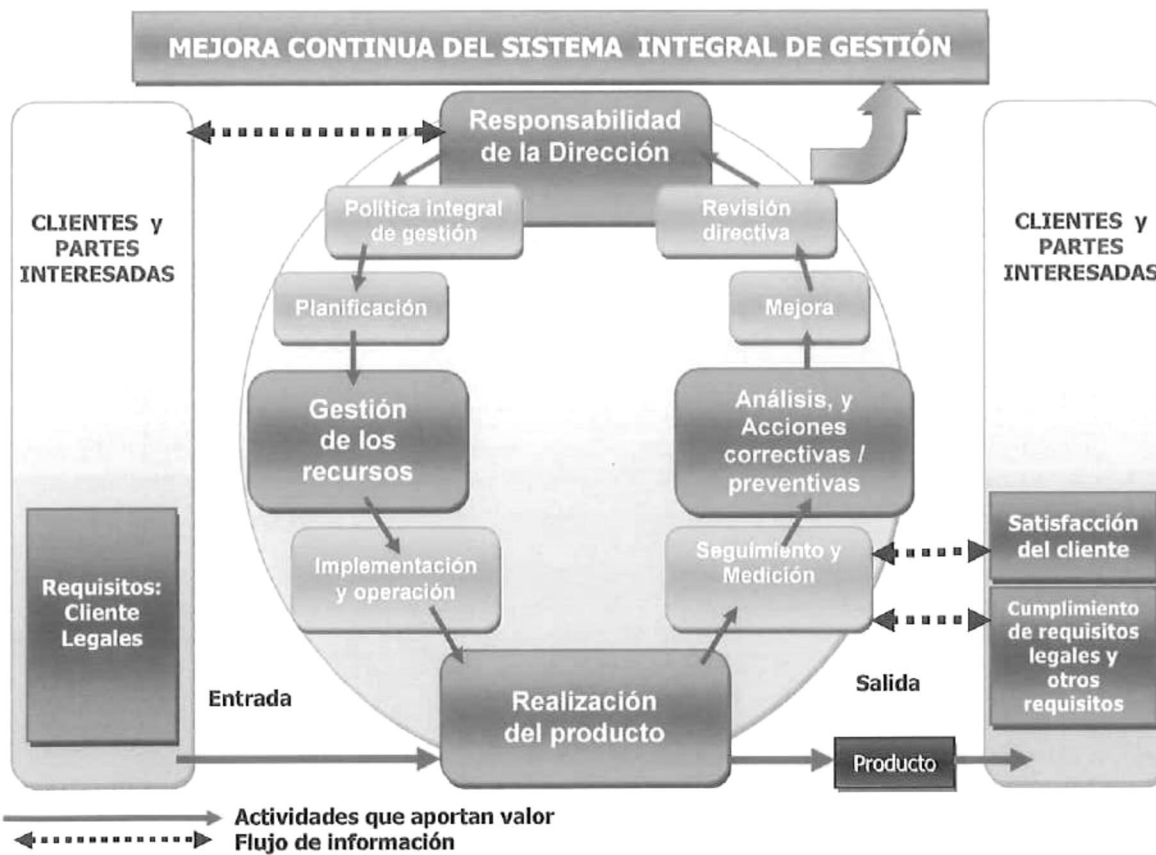 MEJORA CONTINUA DEL SISTEMA INTEGRAL DE GESTIÓN
Responsabilidad
de la Dirección
Política integral
de gestión
Revisión
directiva
CLIENTES y
PARTES
INTERESADAS
CLIENTES y
PARTES
INTERESADAS
Planificación
Mejora
Gestión
de los
recursos
Análisis, y
Acciones
correctivas /
preventivas
Implementación
y operación
Seguimiento y
Medición
Satisfacción
del cliente
Requisitos:
Cliente
Legales
Cumplimiento
de requisitos
legales y
otros
requisitos
Entrada
Realización
del producto
Salida
Producto
Actividades que aportan valor
Flujo de información